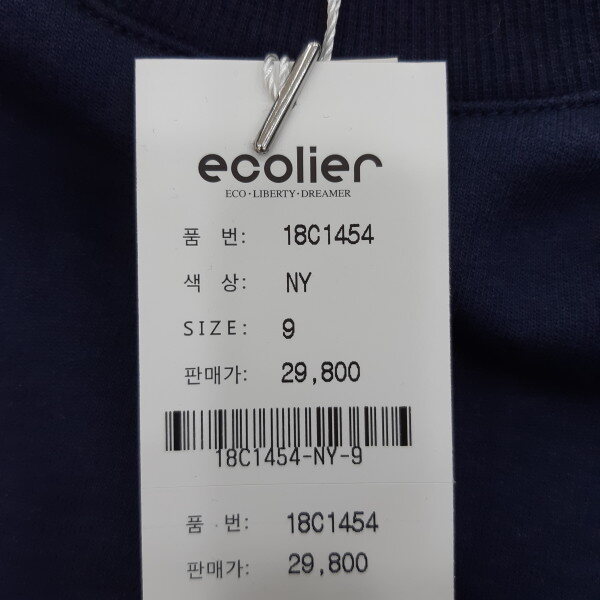 ecolier
ECO·LIBERTY·DREAMER
품 번: 18C1454
색 상: NY
SIZE: 9
판매가: 29,800
18C1454-NY-9
품 번: 18C1454
판매가: 29,800